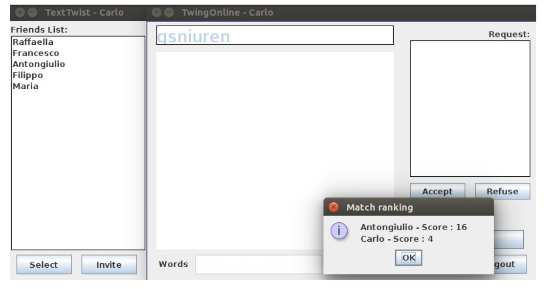 TextTwist - Carlo
TwingOnline - Carlo
Friends List:
Raffaella
Francesco
Antongiulio
Filippo
Maria
gsniuren
Request:
Accept
Refuse
Match ranking
Antongiulio - Score : 16
Carlo - Score : 4
OK
Select
Invite
Words
gout